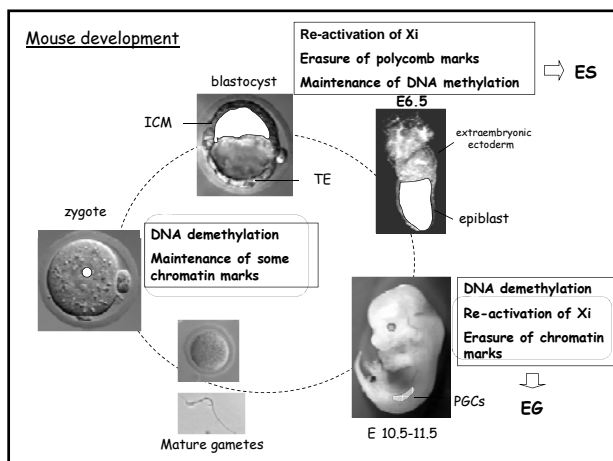 Mouse development
Re-activation of Xi
Erasure of polycomb marks
Maintenance of DNA methylation
ES
blastocyst
E6.5
ICM
extraembryonic
ectoderm
TE
epiblast
zygote
DNA demethylation
Maintenance of some
chromatin marks
DNA demethylation
Re-activation of Xi
Erasure of chromatin
marks
PGCs
EG
E 10.5-11.5
Mature gametes